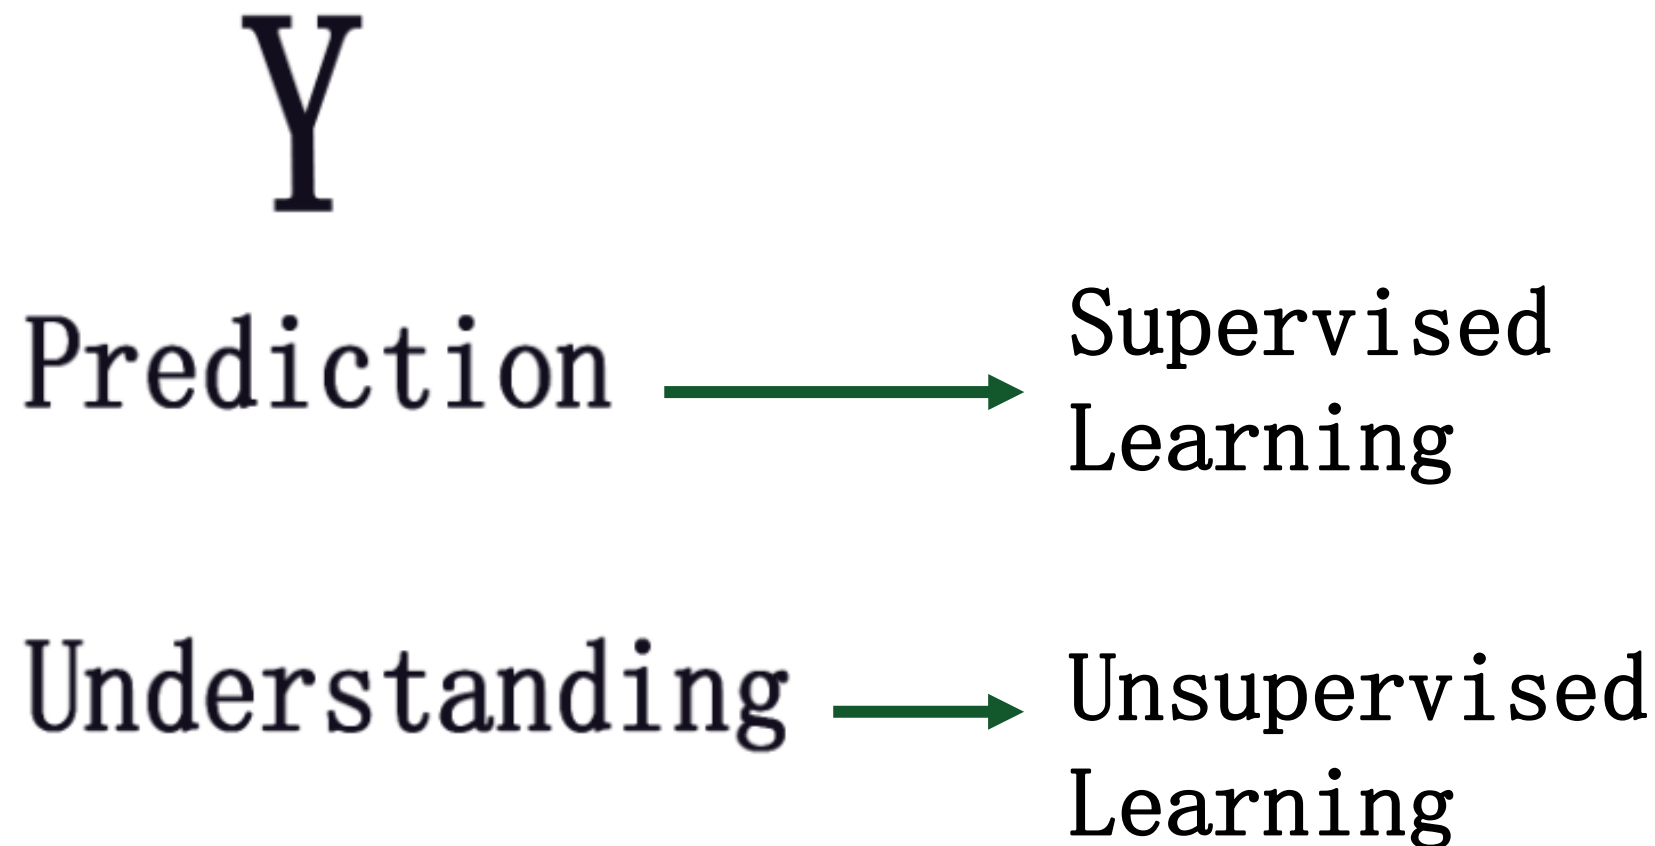 Y
Prediction
Supervised
Learning
Understanding
Unsupervised
Learning